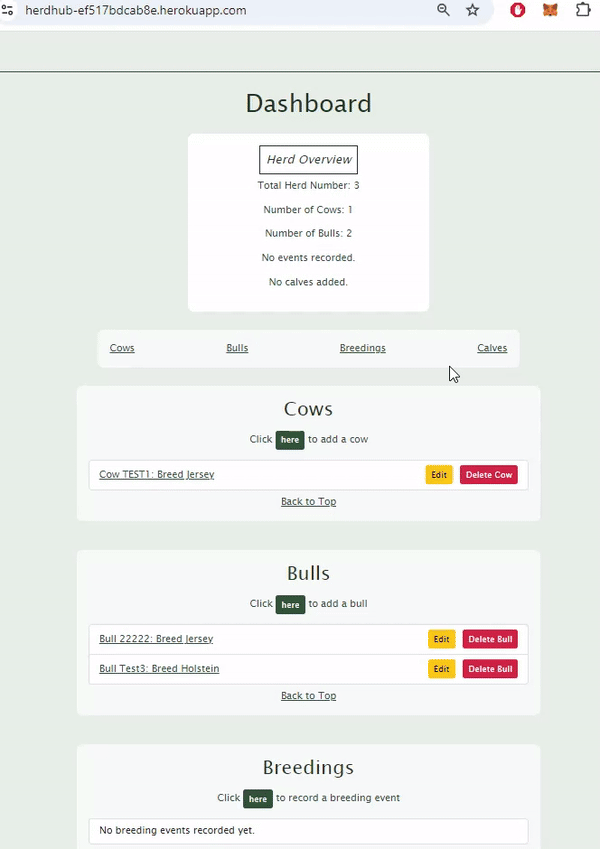 herdhub-ef517bdcab8e.herokuapp.com
Dashboard
Herd Overview
Total Herd Number: 3
Number of Cows: 1
Number of Bulls: 2
No events recorded.
No calves added.
Cows Bulls Breedings Calves
Cows
Click here to add a cow
Cow TEST1: Breed Jersey Edit Delete Cow
Back to Top
Bulls
Click here to add a bull
Bull 22222: Breed Jersey Edit Delete Bull
Bull Test3: Breed Holstein Edit Delete Bull
Back to Top
Breedings
Click here to record a breeding event
No breeding events recorded yet.